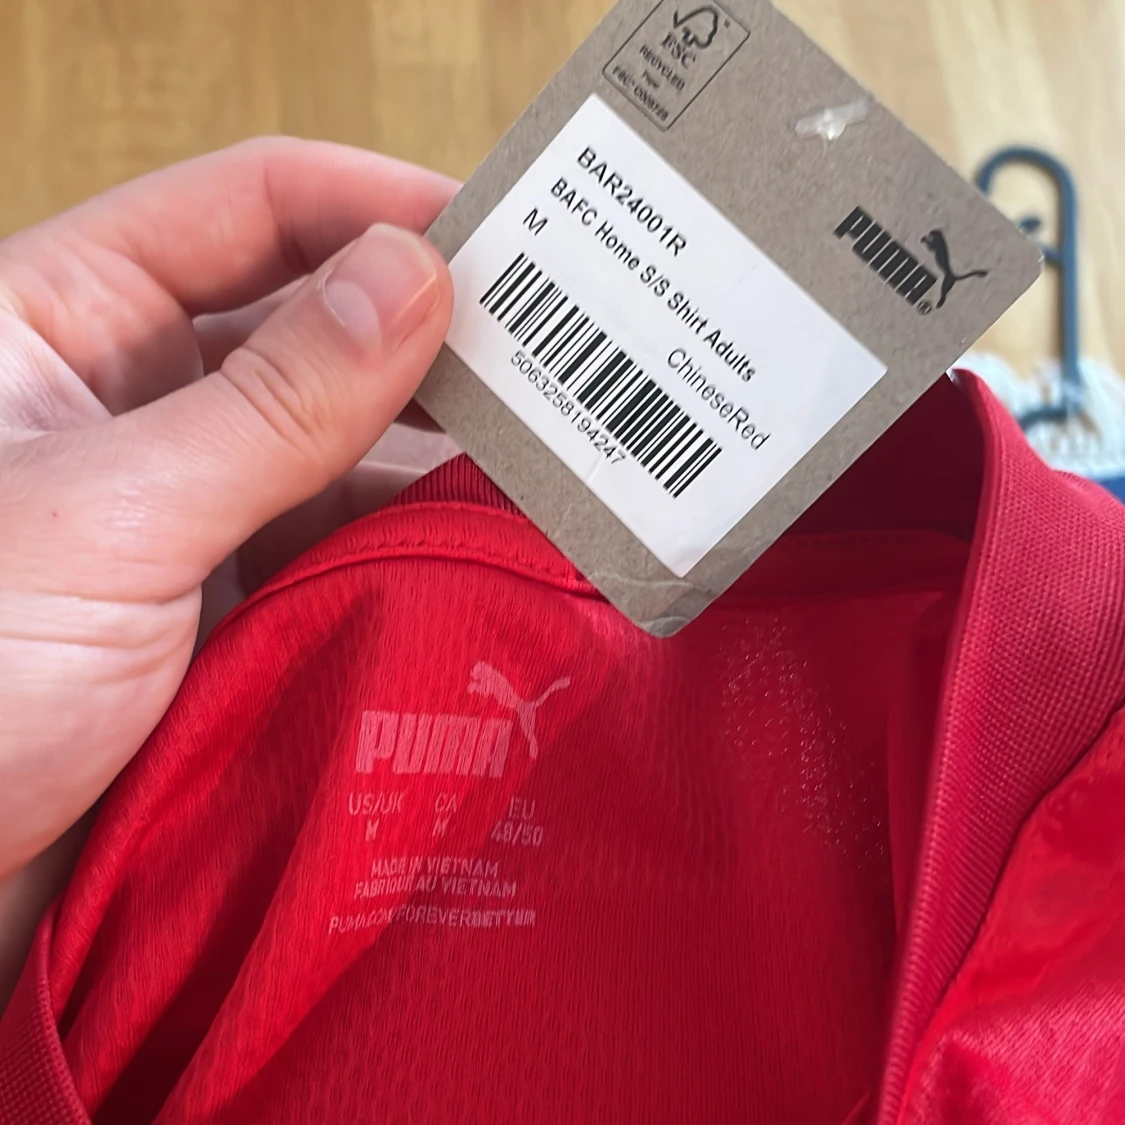 FSC
RECYCLED
Paper
BAR24001R
BAFC Home S/S Shirt Adults
M
ChineseRed
5063258194247
PUMA®
PUMA
US/UK CA EU
M M 48/50
MADE IN VIETNAM
FABRIQUÉ AU VIETNAM